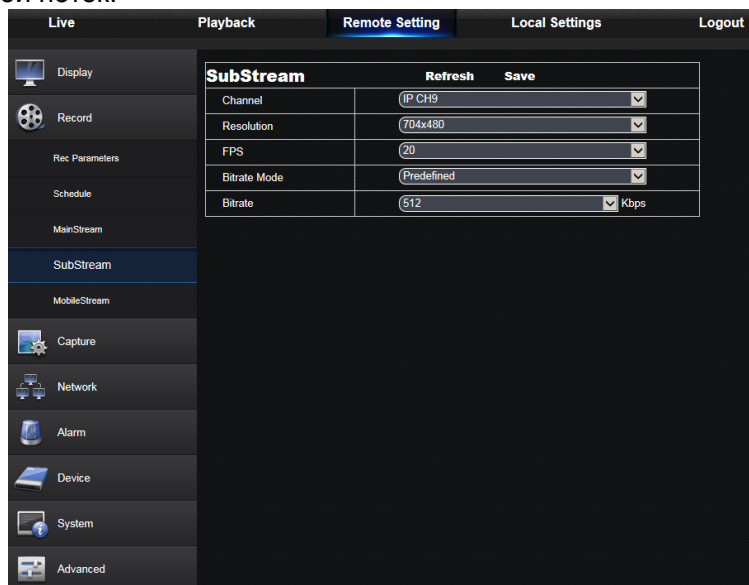 поток.
Live Playback Remote Setting Local Settings Logout
Display
SubStream Refresh Save
Channel IP CH9
Record
Resolution 704x480
FPS 20
Rec Parameters
Bitrate Mode Predefined
Schedule
Bitrate 512 Kbps
MainStream
SubStream
MobileStream
Capture
Network
Alarm
Device
System
Advanced